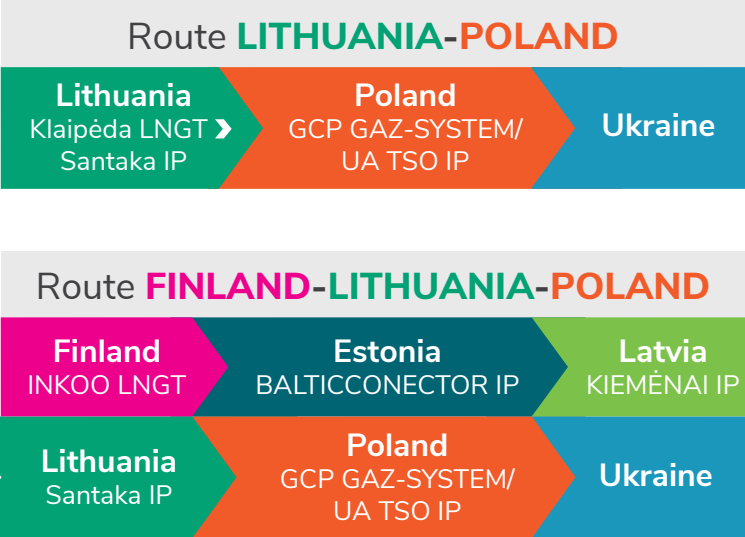 Route LITHUANIA-POLAND
Lithuania
Klaipėda LNGT ❯
Santaka IP
Poland
GCP GAZ-SYSTEM/
UA TSO IP
Ukraine
Route FINLAND-LITHUANIA-POLAND
Finland
INKOO LNGT
Estonia
BALTICCONECTOR IP
Latvia
KIEMĖNAI IP
Lithuania
Santaka IP
Poland
GCP GAZ-SYSTEM/
UA TSO IP
Ukraine